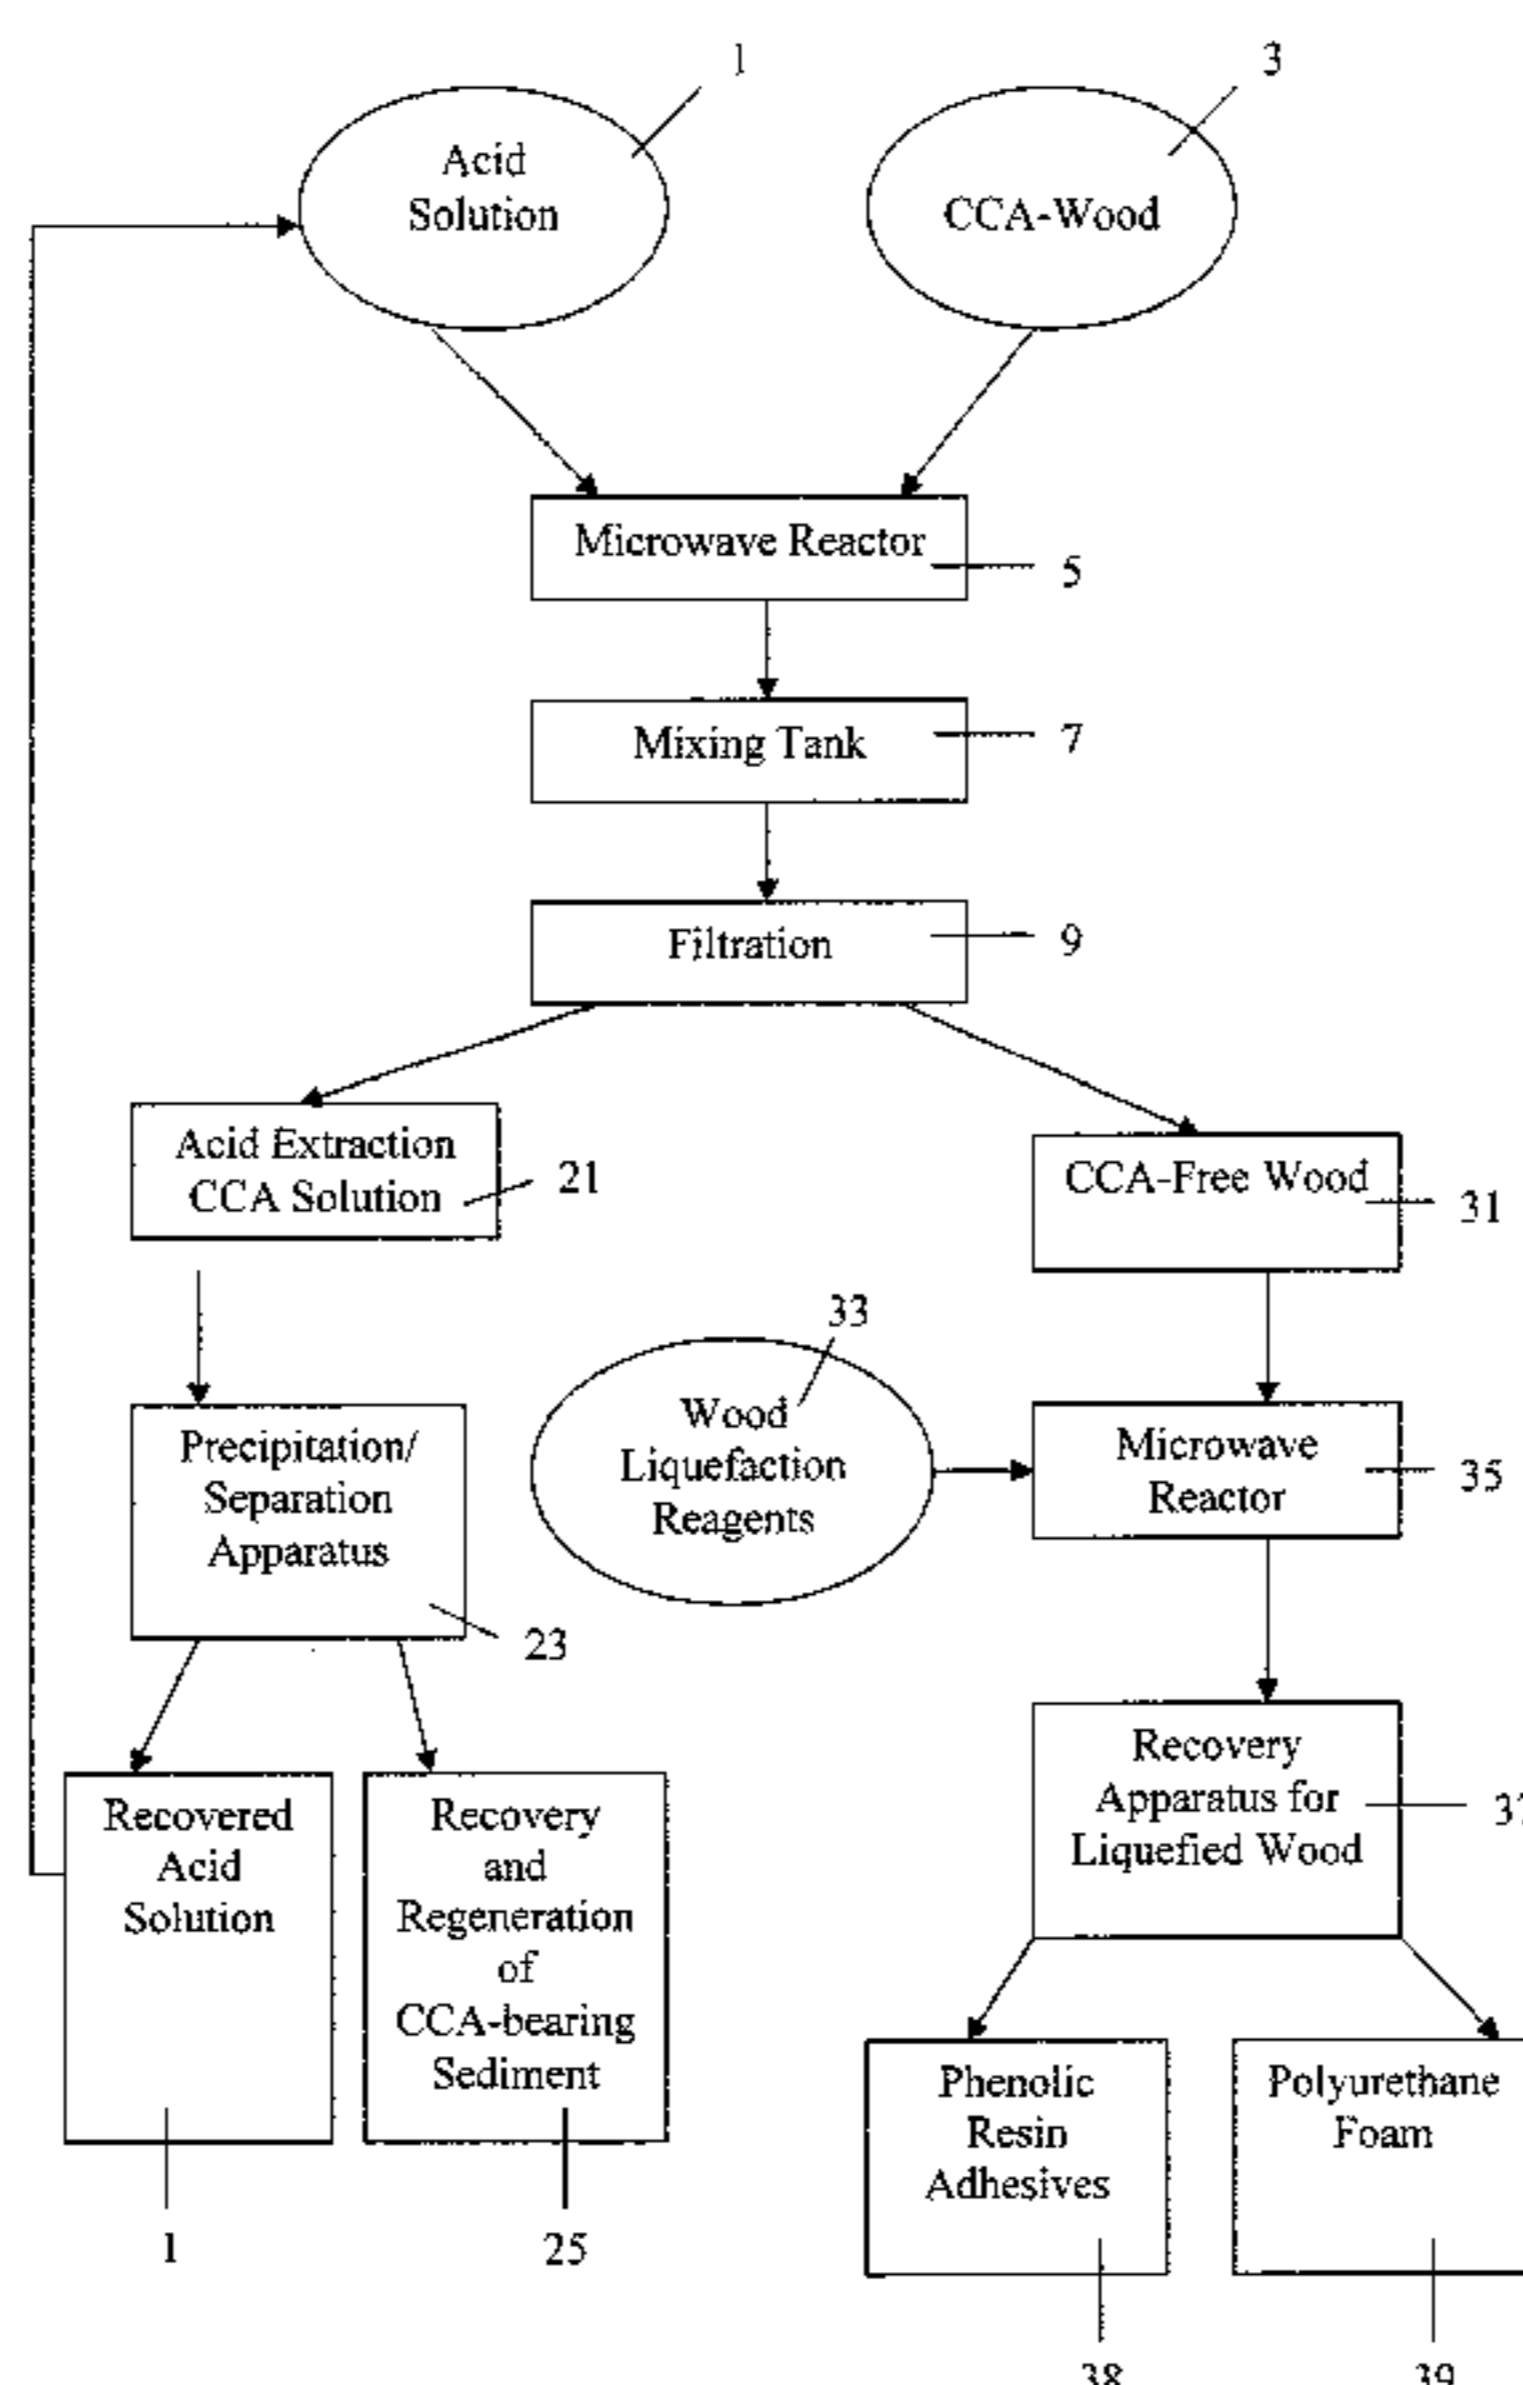 1
3
Acid
Solution
CCA-Wood
Microwave Reactor
5
Mixing Tank
7
Filtration
9
Acid Extraction
CCA Solution
21
CCA-Free Wood
31
33
Wood
Liquefaction
Reagents
Microwave
Reactor
35
Precipitation/
Separation
Apparatus
23
Recovery
Apparatus for
Liquefied Wood
Recovered
Acid
Solution
Recovery
and
Regeneration
of
CCA-bearing
Sediment
Phenolic
Resin
Adhesives
Polyurethane
Foam
1
25
38
39